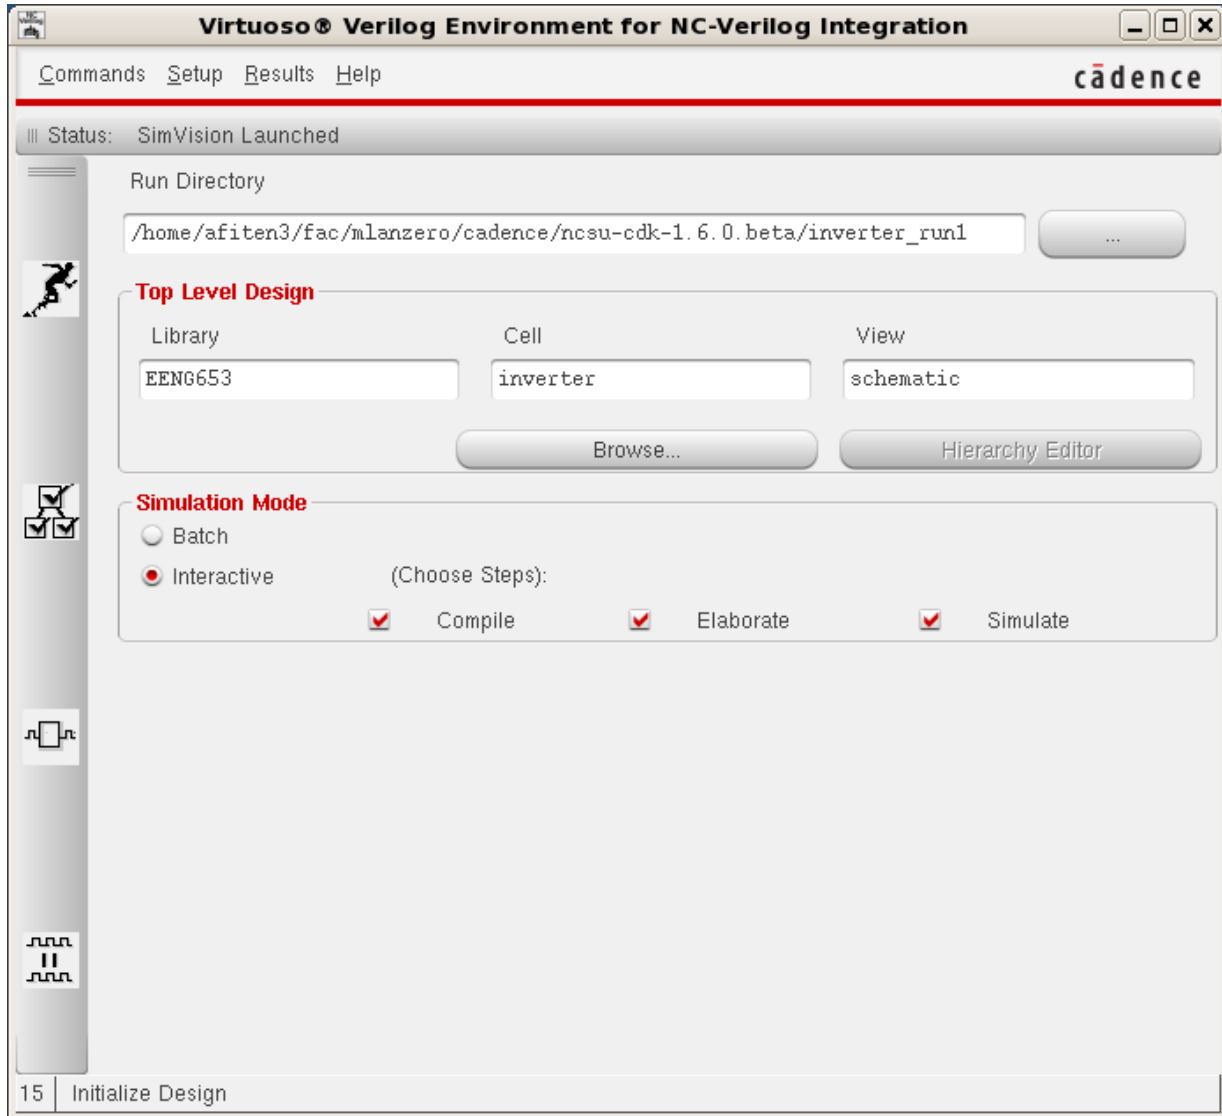 Virtuoso® Verilog Environment for NC-Verilog Integration
Commands Setup Results Help cādence
Status: SimVision Launched
Run Directory
/home/afiten3/fac/mlanzero/cadence/ncsu-cdk-1.6.0.beta/inverter_run1 ...
Top Level Design
Library Cell View
EENG653 inverter schematic
Browse... Hierarchy Editor
Simulation Mode
Batch
Interactive (Choose Steps):
Compile Elaborate Simulate
15 Initialize Design